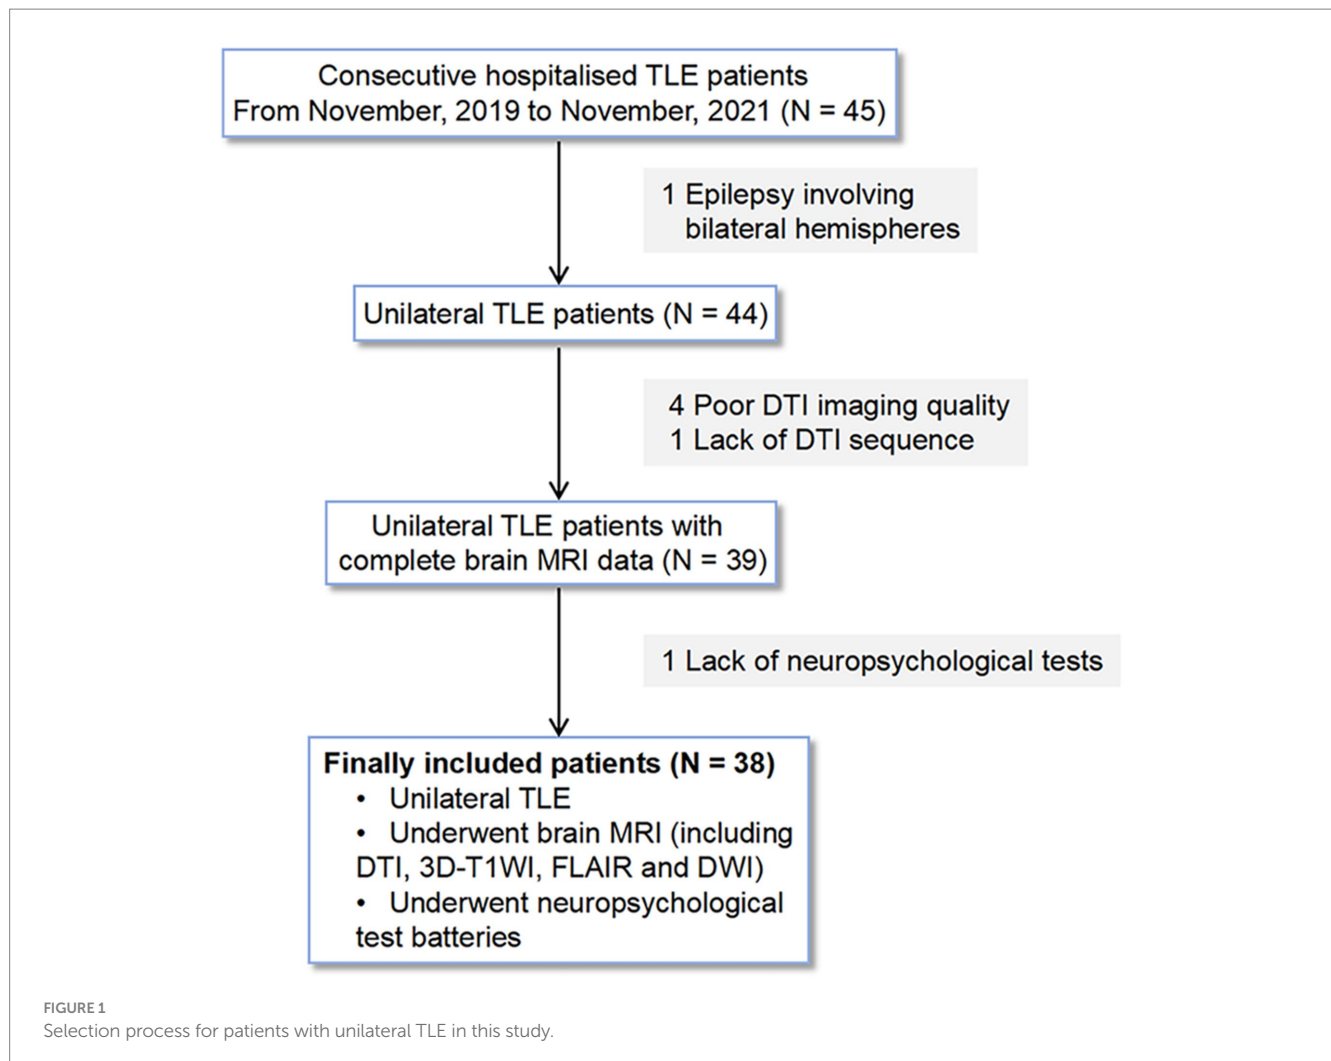 Consecutive hospitalised TLE patients
From November, 2019 to November, 2021 (N = 45)
1 Epilepsy involving
bilateral hemispheres
Unilateral TLE patients (N = 44)
4 Poor DTI imaging quality
1 Lack of DTI sequence
Unilateral TLE patients with
complete brain MRI data (N = 39)
1 Lack of neuropsychological tests
Finally included patients (N = 38)
• Unilateral TLE
• Underwent brain MRI (including
DTI, 3D-T1WI, FLAIR and DWI)
• Underwent neuropsychological
test batteries
FIGURE 1
Selection process for patients with unilateral TLE in this study.